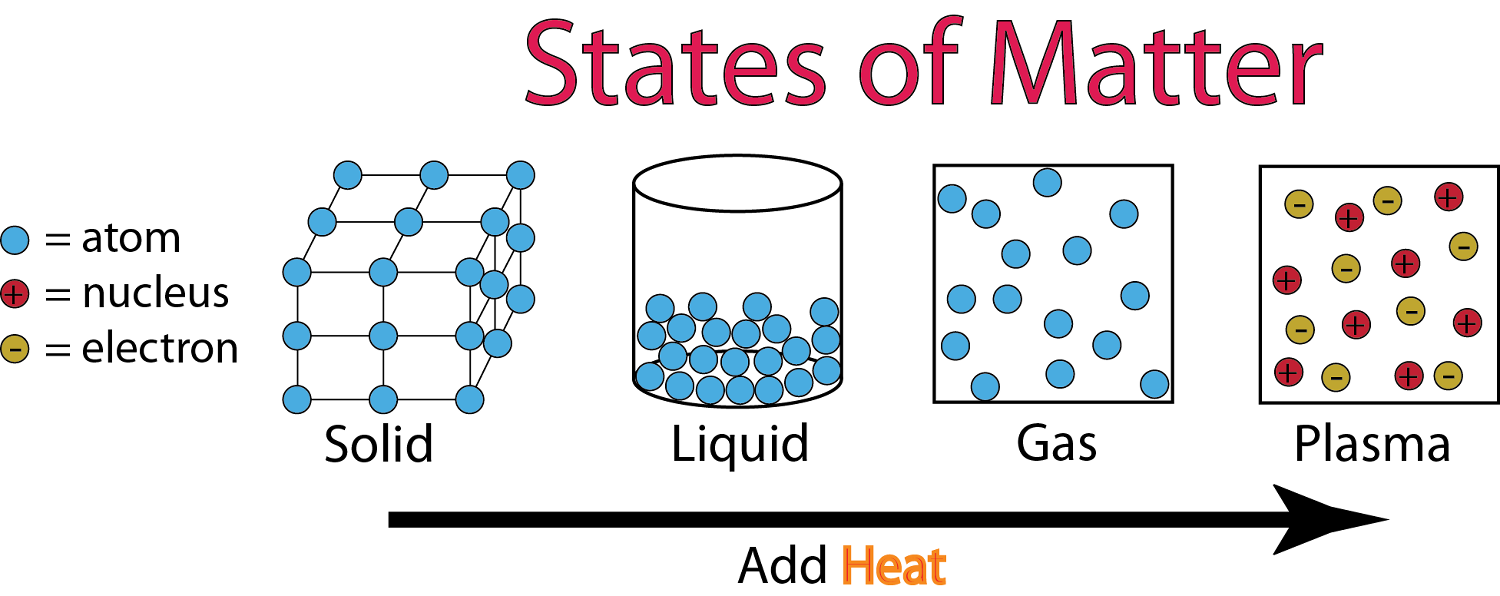 States of Matter
= atom
+ = nucleus
- = electron
Solid
Liquid
Gas
Plasma
Add Heat